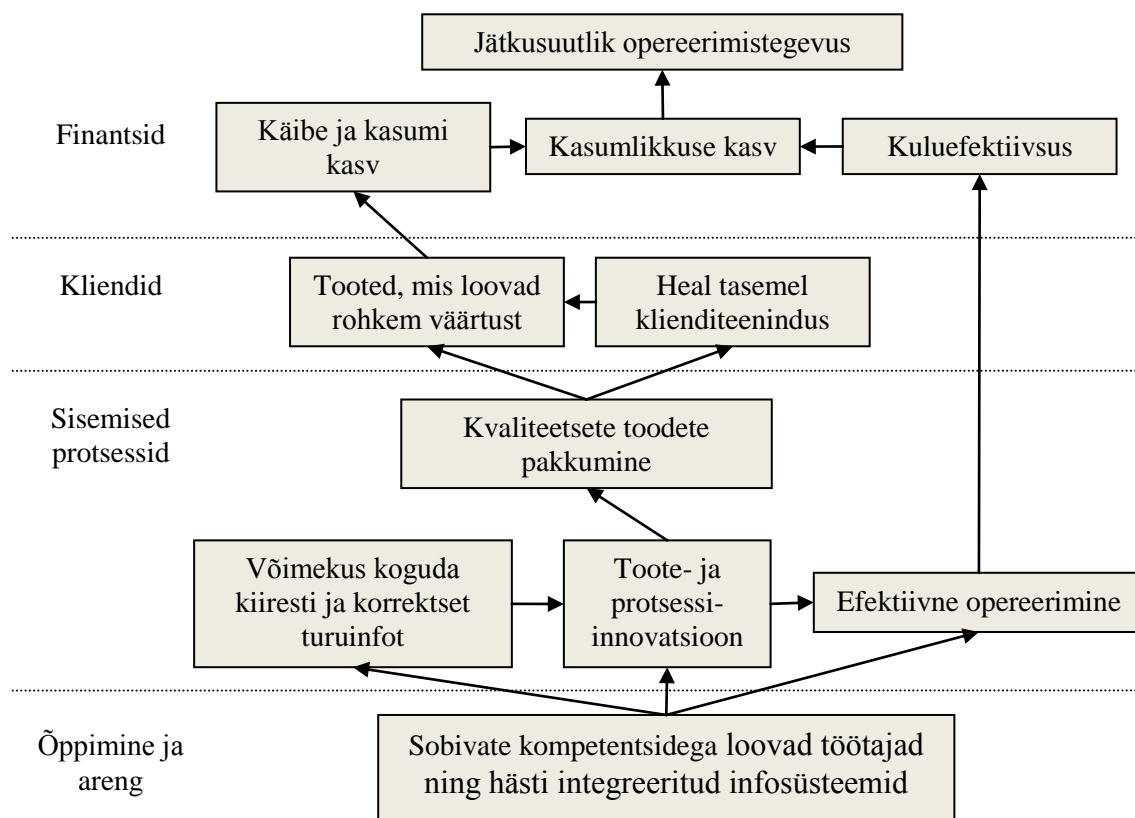 Jätkusuutlik opereerimistegevus
Finantsid
Käibe ja kasumi
kasv
Kasumlikkuse kasv
Kuluefektiivsus
Kliendid
Tooted, mis loovad
rohkem väärtust
Heal tasemel
klienditeenindus
Sisemised
protsessid
Kvaliteetsete toodete
pakkumine
Võimekus koguda
kiiresti ja korrektset
turuinfot
Toote- ja
protsessi-
innovatsioon
Efektiivne opereerimine
Õppimine ja
areng
Sobivate kompetentsidega loovad töötajad
ning hästi integreeritud infosüsteemid